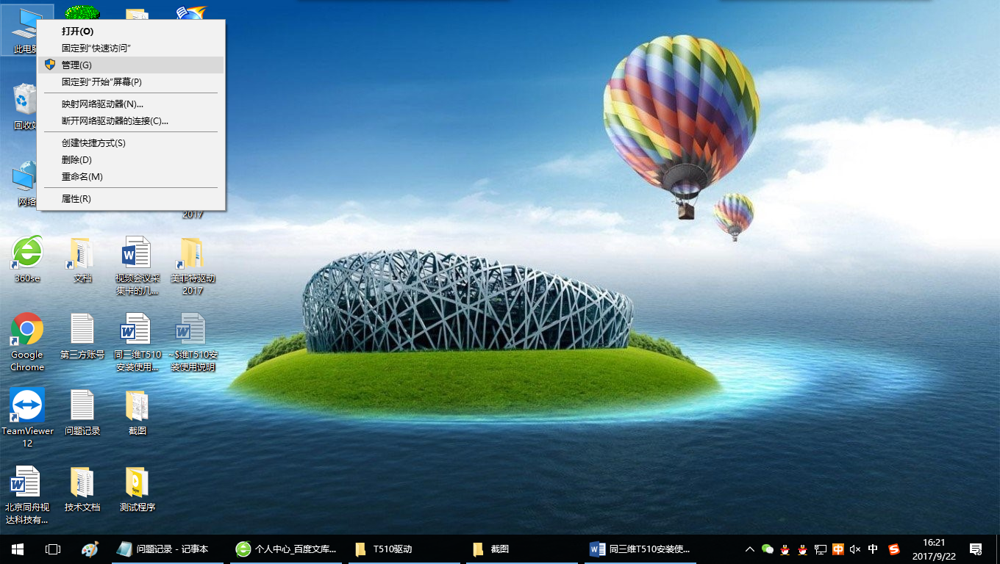 打开(O)
固定到“快速访问”
管理(G)
固定到“开始”屏幕(P)
映射网络驱动器(N)...
断开网络驱动器的连接(C)...
创建快捷方式(S)
删除(D)
重命名(M)
属性(R)
此电脑
回收站
网络
2017
360se
文档
视频会议采
集卡的几...
美菲特驱动
2017
Google
Chrome
第三方账号
同三维T510
安装使用...
~$维T510安
装使用说明
TeamViewer
12
问题记录
截图
北京同舟视
达科技有...
技术文档
测试程序
问题记录 - 记事本
个人中心_百度文库...
T510驱动
截图
同三维T510安装使...
中
中
16:21
2017/9/22